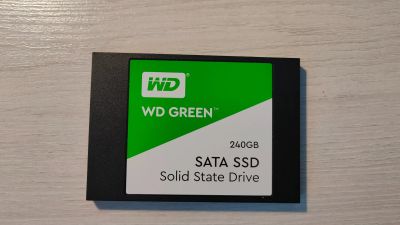 WD
WD GREEN™
240GB
SATA SSD
Solid State Drive